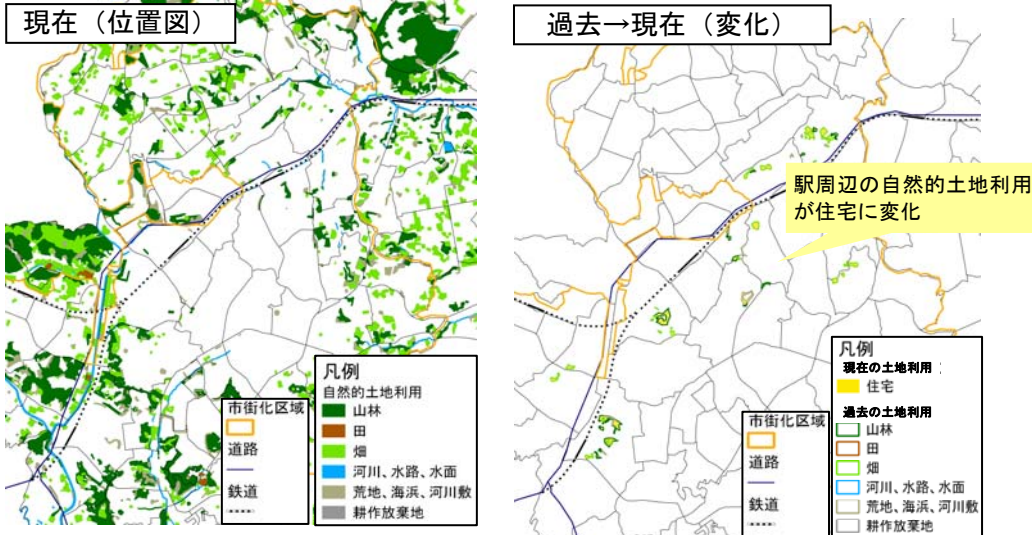 現在（位置図）
凡例
自然的土地利用
山林
田
畑
河川、水路、水面
荒地、海浜、河川敷
耕作放棄地
市街化区域
道路
鉄道
過去→現在（変化）
駅周辺の自然的土地利用
が住宅に変化
凡例
現在の土地利用
住宅
過去の土地利用
山林
田
畑
河川、水路、水面
荒地、海浜、河川敷
耕作放棄地
市街化区域
道路
鉄道